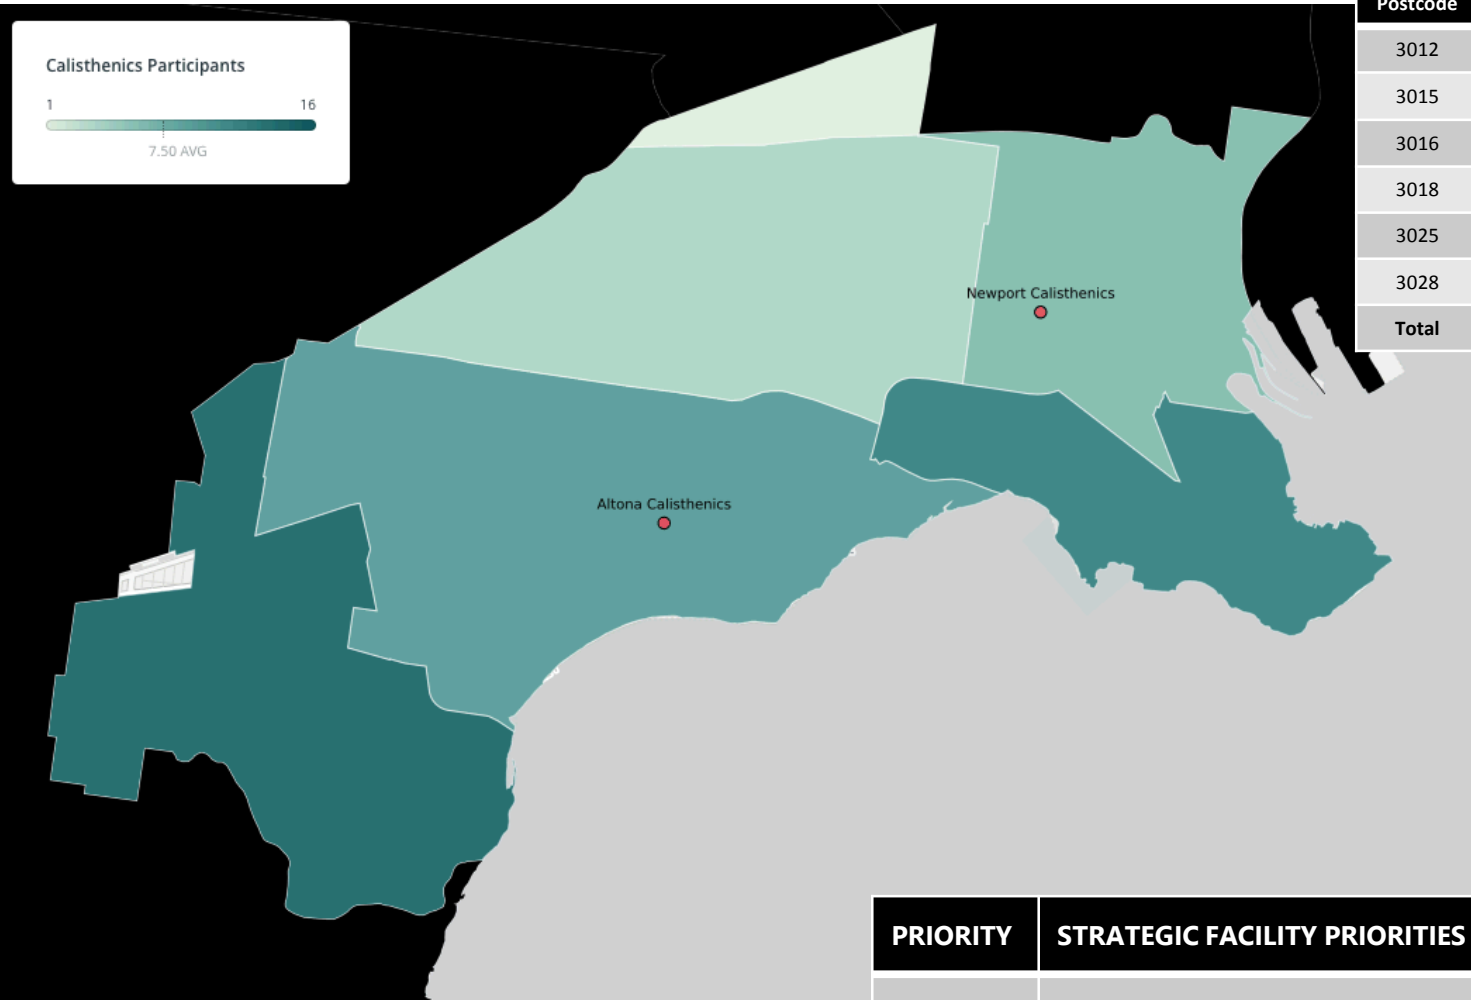 Calisthenics Participants
1 16
7.50 AVG
Postcode
3012
3015
3016
3018
3025
3028
Total
Newport Calisthenics
Altona Calisthenics
PRIORITY STRATEGIC FACILITY PRIORITIES